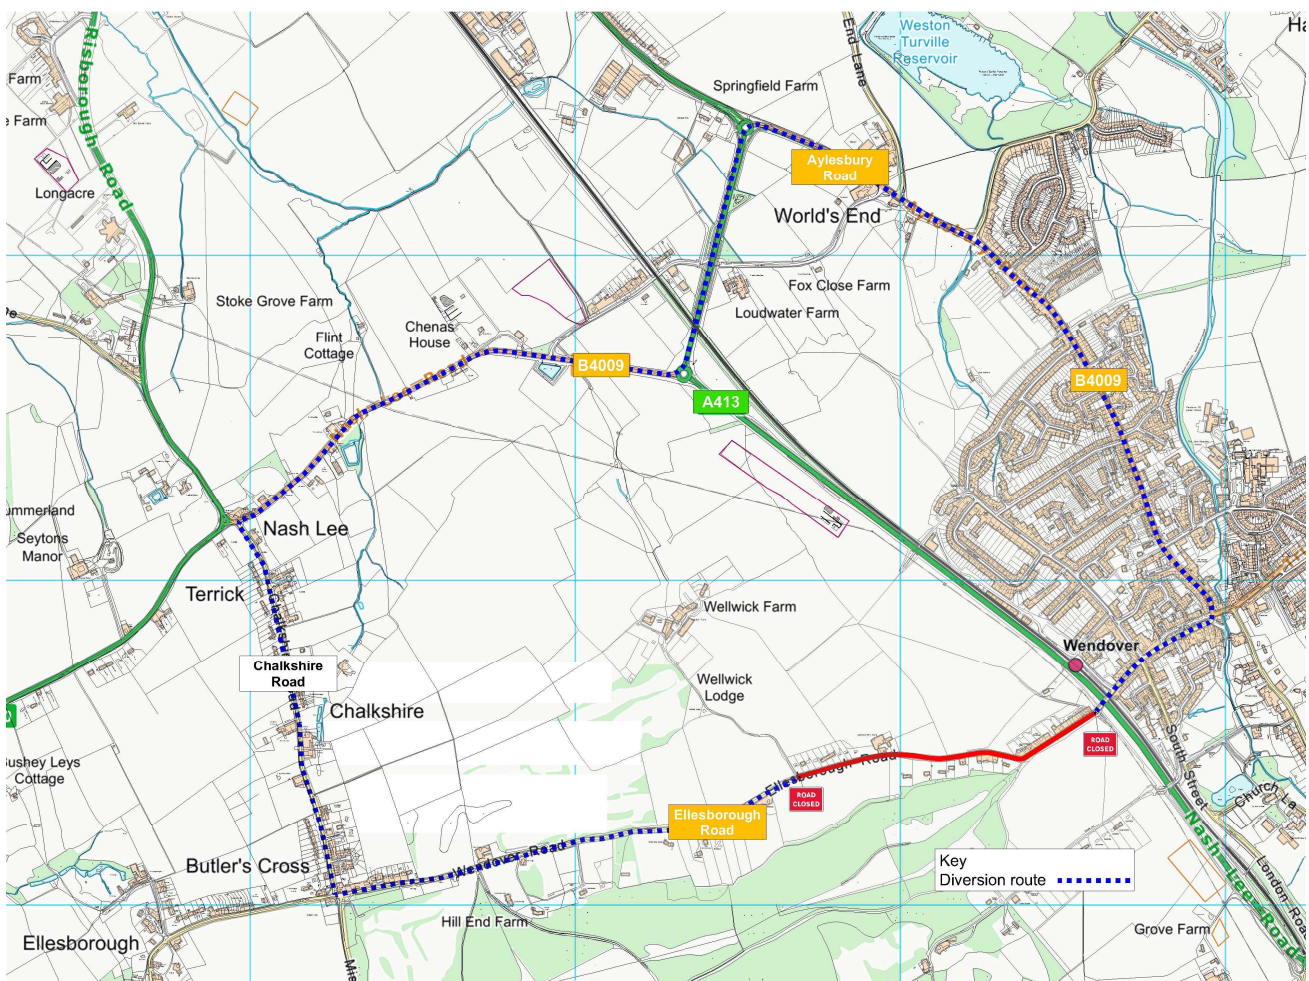 Weston
Turville
Reservoir
End Lane
Ha
Risborough Road
Farm
e Farm
Springfield Farm
Aylesbury
Road
Longacre
World's End
Stoke Grove Farm
Fox Close Farm
Loudwater Farm
Chenas
House
Flint
Cottage
B4009
B4009
A413
ummerland
Seytons
Manor
Nash Lee
Terrick
Wellwick Farm
Wendover
Chalkshire
Road
Wellwick
Lodge
Chalkshire
South Street
ROAD
CLOSED
Bushey Leys
Cottage
Ellesborough Road
ROAD
CLOSED
Church La
Ellesborough
Road
Nash Lee Road
Wendover Road
Butler's Cross
London Road
Key
Diversion route
Hill End Farm
Grove Farm
Ellesborough